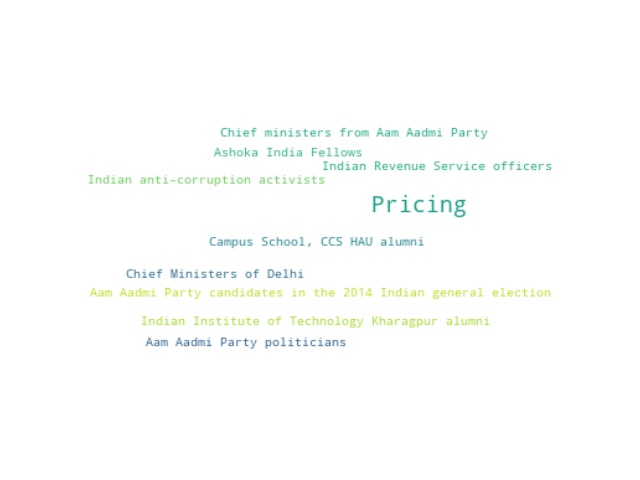 Chief ministers from Aam Aadmi Party
Ashoka India Fellows
Indian Revenue Service officers
Indian anti-corruption activists
Pricing
Campus School, CCS HAU alumni
Chief Ministers of Delhi
Aam Aadmi Party candidates in the 2014 Indian general election
Indian Institute of Technology Kharagpur alumni
Aam Aadmi Party politicians